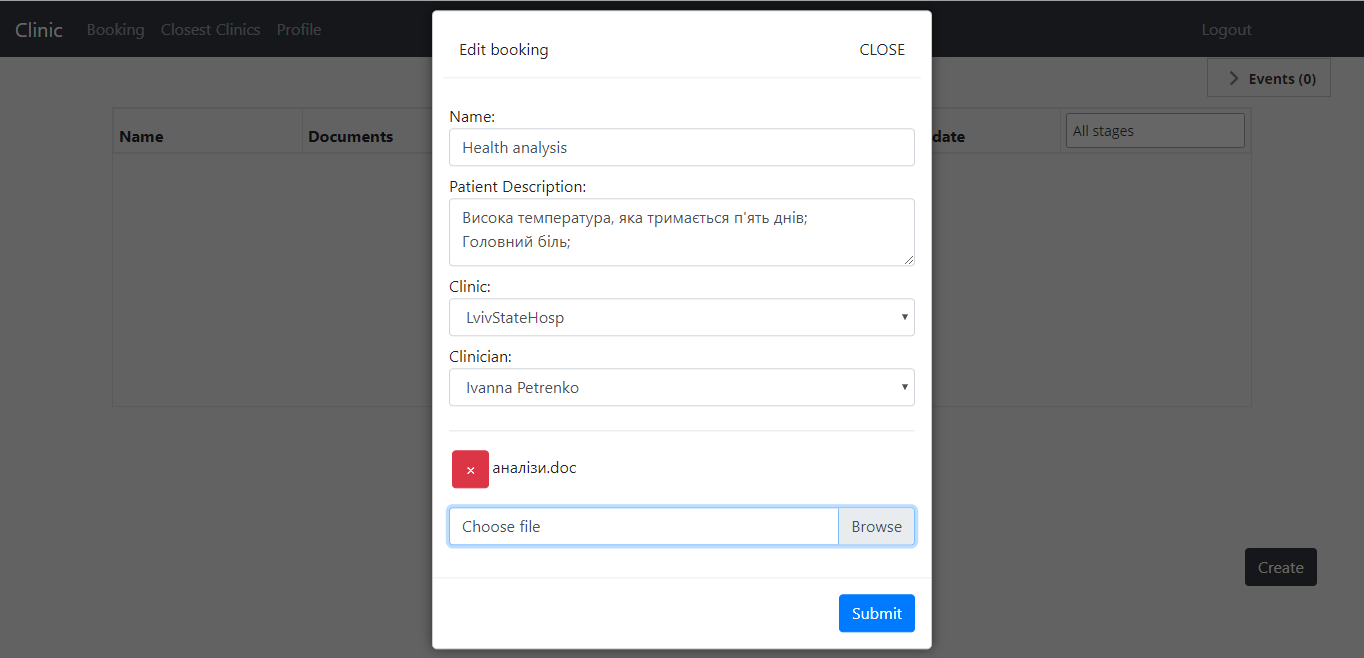 Clinic Booking Closest Clinics Profile Logout
Edit booking CLOSE
Events (0)
Name Documents date All stages
Name:
Health analysis
Patient Description:
Висока температура, яка тримається п'ять днів;
Головний біль;
Clinic:
LvivStateHosp
Clinician:
Ivanna Petrenko
× аналізи.doc
Choose file Browse
Create
Submit